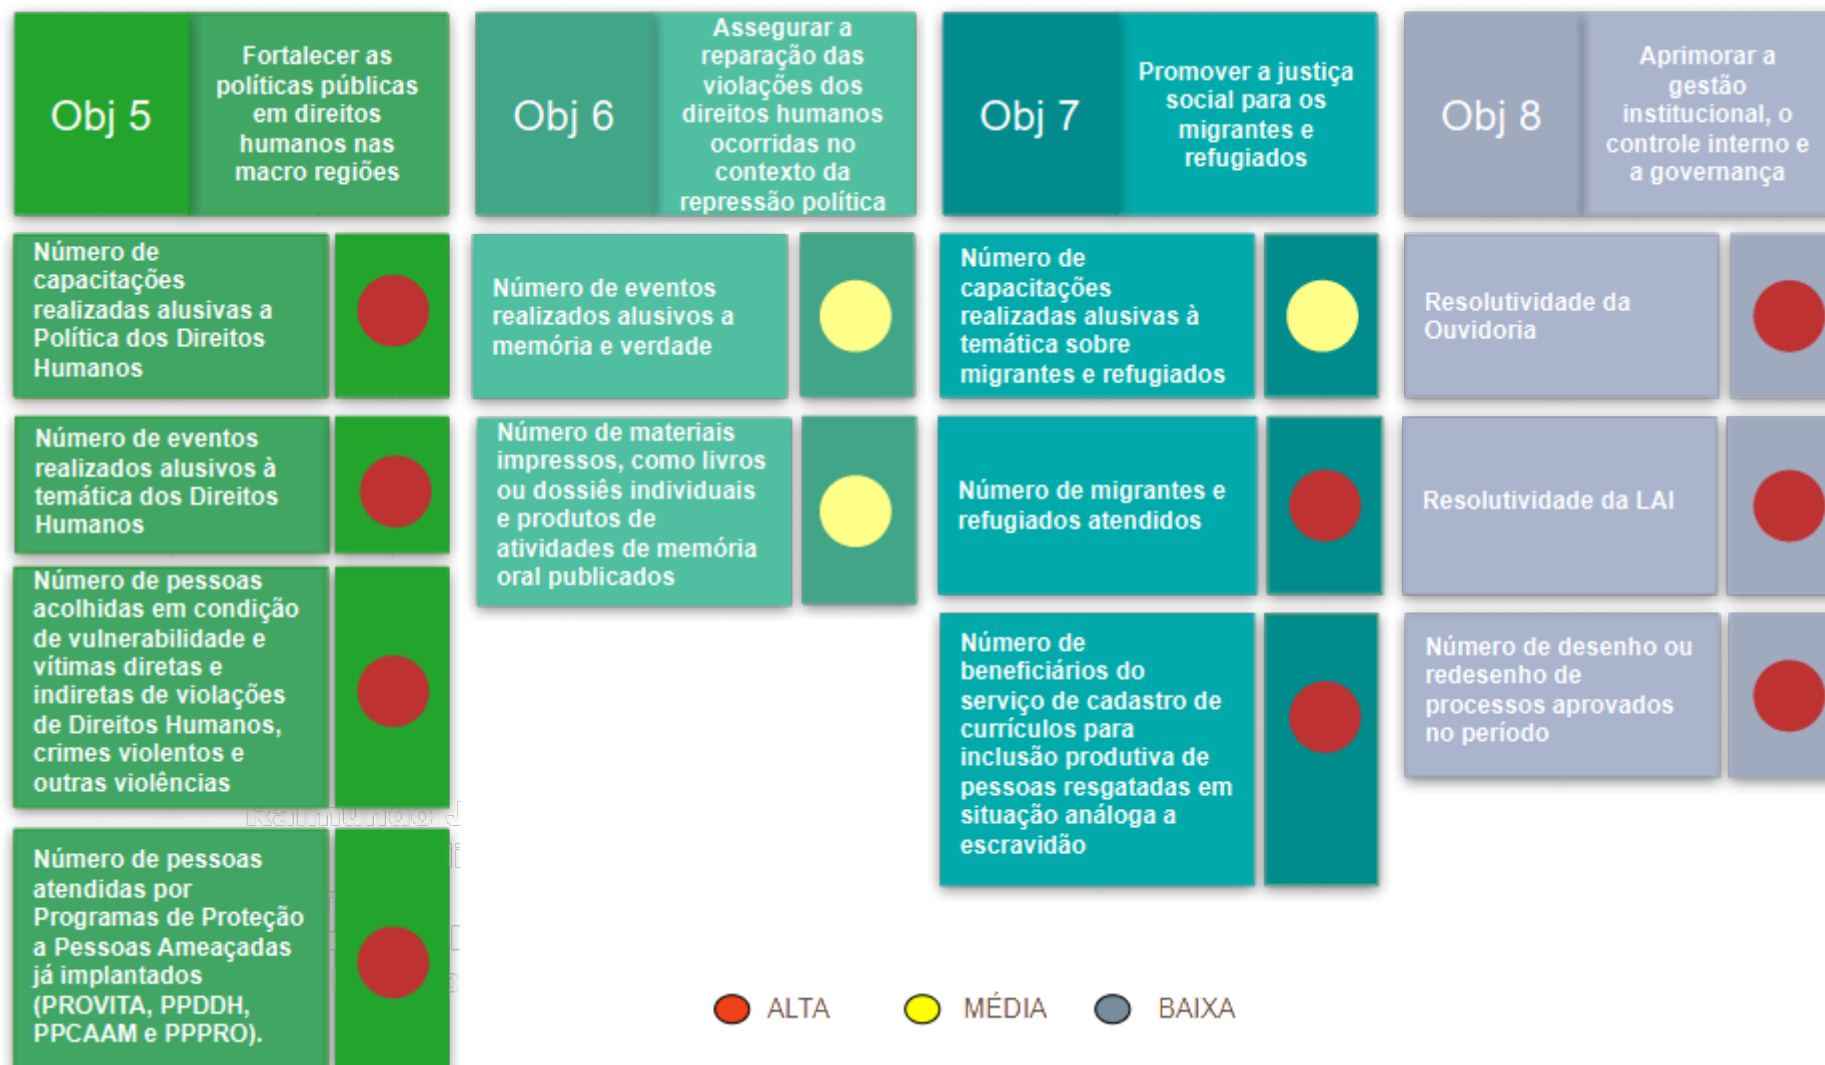 Obj 5
Fortalecer as
políticas públicas
em direitos
humanos nas
macro regiões
Número de
capacitações
realizadas alusivas a
Política dos Direitos
Humanos
Número de eventos
realizados alusivos à
temática dos Direitos
Humanos
Número de pessoas
acolhidas em condição
de vulnerabilidade e
vítimas diretas e
indiretas de violações
de Direitos Humanos,
crimes violentos e
outras violências
Raimundo J
Número de pessoas
atendidas por
Programas de Proteção
a Pessoas Ameaçadas
já implantados
(PROVITA, PPDDH,
PPCAAM e PPPRO).
Obj 6
Assegurar a
reparação das
violações dos
direitos humanos
ocorridas no
contexto da
repressão política
Número de eventos
realizados alusivos a
memória e verdade
Número de materiais
impressos, como livros
ou dossiês individuais
e produtos de
atividades de memória
oral publicados
Obj 7
Promover a justiça
social para os
migrantes e
refugiados
Número de
capacitações
realizadas alusivas à
temática sobre
migrantes e refugiados
Número de migrantes e
refugiados atendidos
Número de
beneficiários do
serviço de cadastro de
currículos para
inclusão produtiva de
pessoas resgatadas em
situação análoga a
escravidão
Obj 8
Aprimorar a
gestão
institucional, o
controle interno e
a governança
Resolutividade da
Ouvidoria
Resolutividade da LAI
Número de desenho ou
redesenho de
processos aprovados
no período
ALTA
MÉDIA
BAIXA